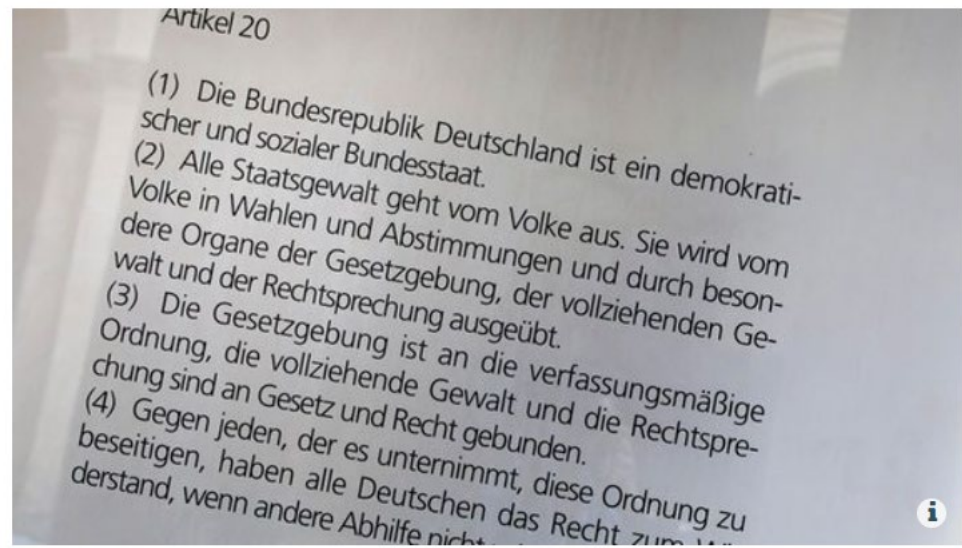 Artikel 20
(1) Die Bundesrepublik Deutschland ist ein demokrati-
scher und sozialer Bundesstaat.
(2) Alle Staatsgewalt geht vom Volke aus. Sie wird vom
Volke in Wahlen und Abstimmungen und durch beson-
dere Organe der Gesetzgebung, der vollziehenden Ge-
walt und der Rechtsprechung ausgeübt.
(3) Die Gesetzgebung ist an die verfassungsmäßige
Ordnung, die vollziehende Gewalt und die Rechtspre-
chung sind an Gesetz und Recht gebunden.
(4) Gegen jeden, der es unternimmt, diese Ordnung zu
beseitigen, haben alle Deutschen das Recht zum
derstand, wenn andere Abhilfe nicht